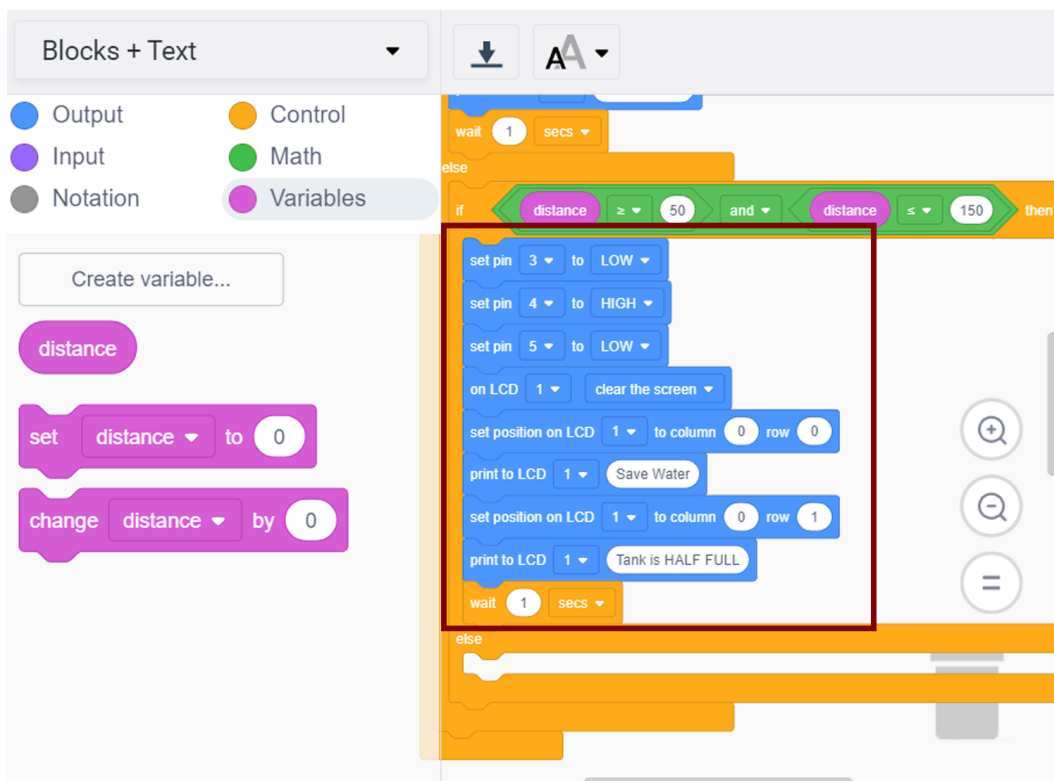 Blocks + Text
AA
Output
Control
Input
Math
Notation
Variables
Create variable...
distance
set distance to 0
change distance by 0
wait 1 secs
else
if distance ≥ 50 and distance ≤ 150 then
set pin 3 to LOW
set pin 4 to HIGH
set pin 5 to LOW
on LCD 1 clear the screen
set position on LCD 1 to column 0 row 0
print to LCD 1 Save Water
set position on LCD 1 to column 0 row 1
print to LCD 1 Tank is HALF FULL
wait 1 secs
else